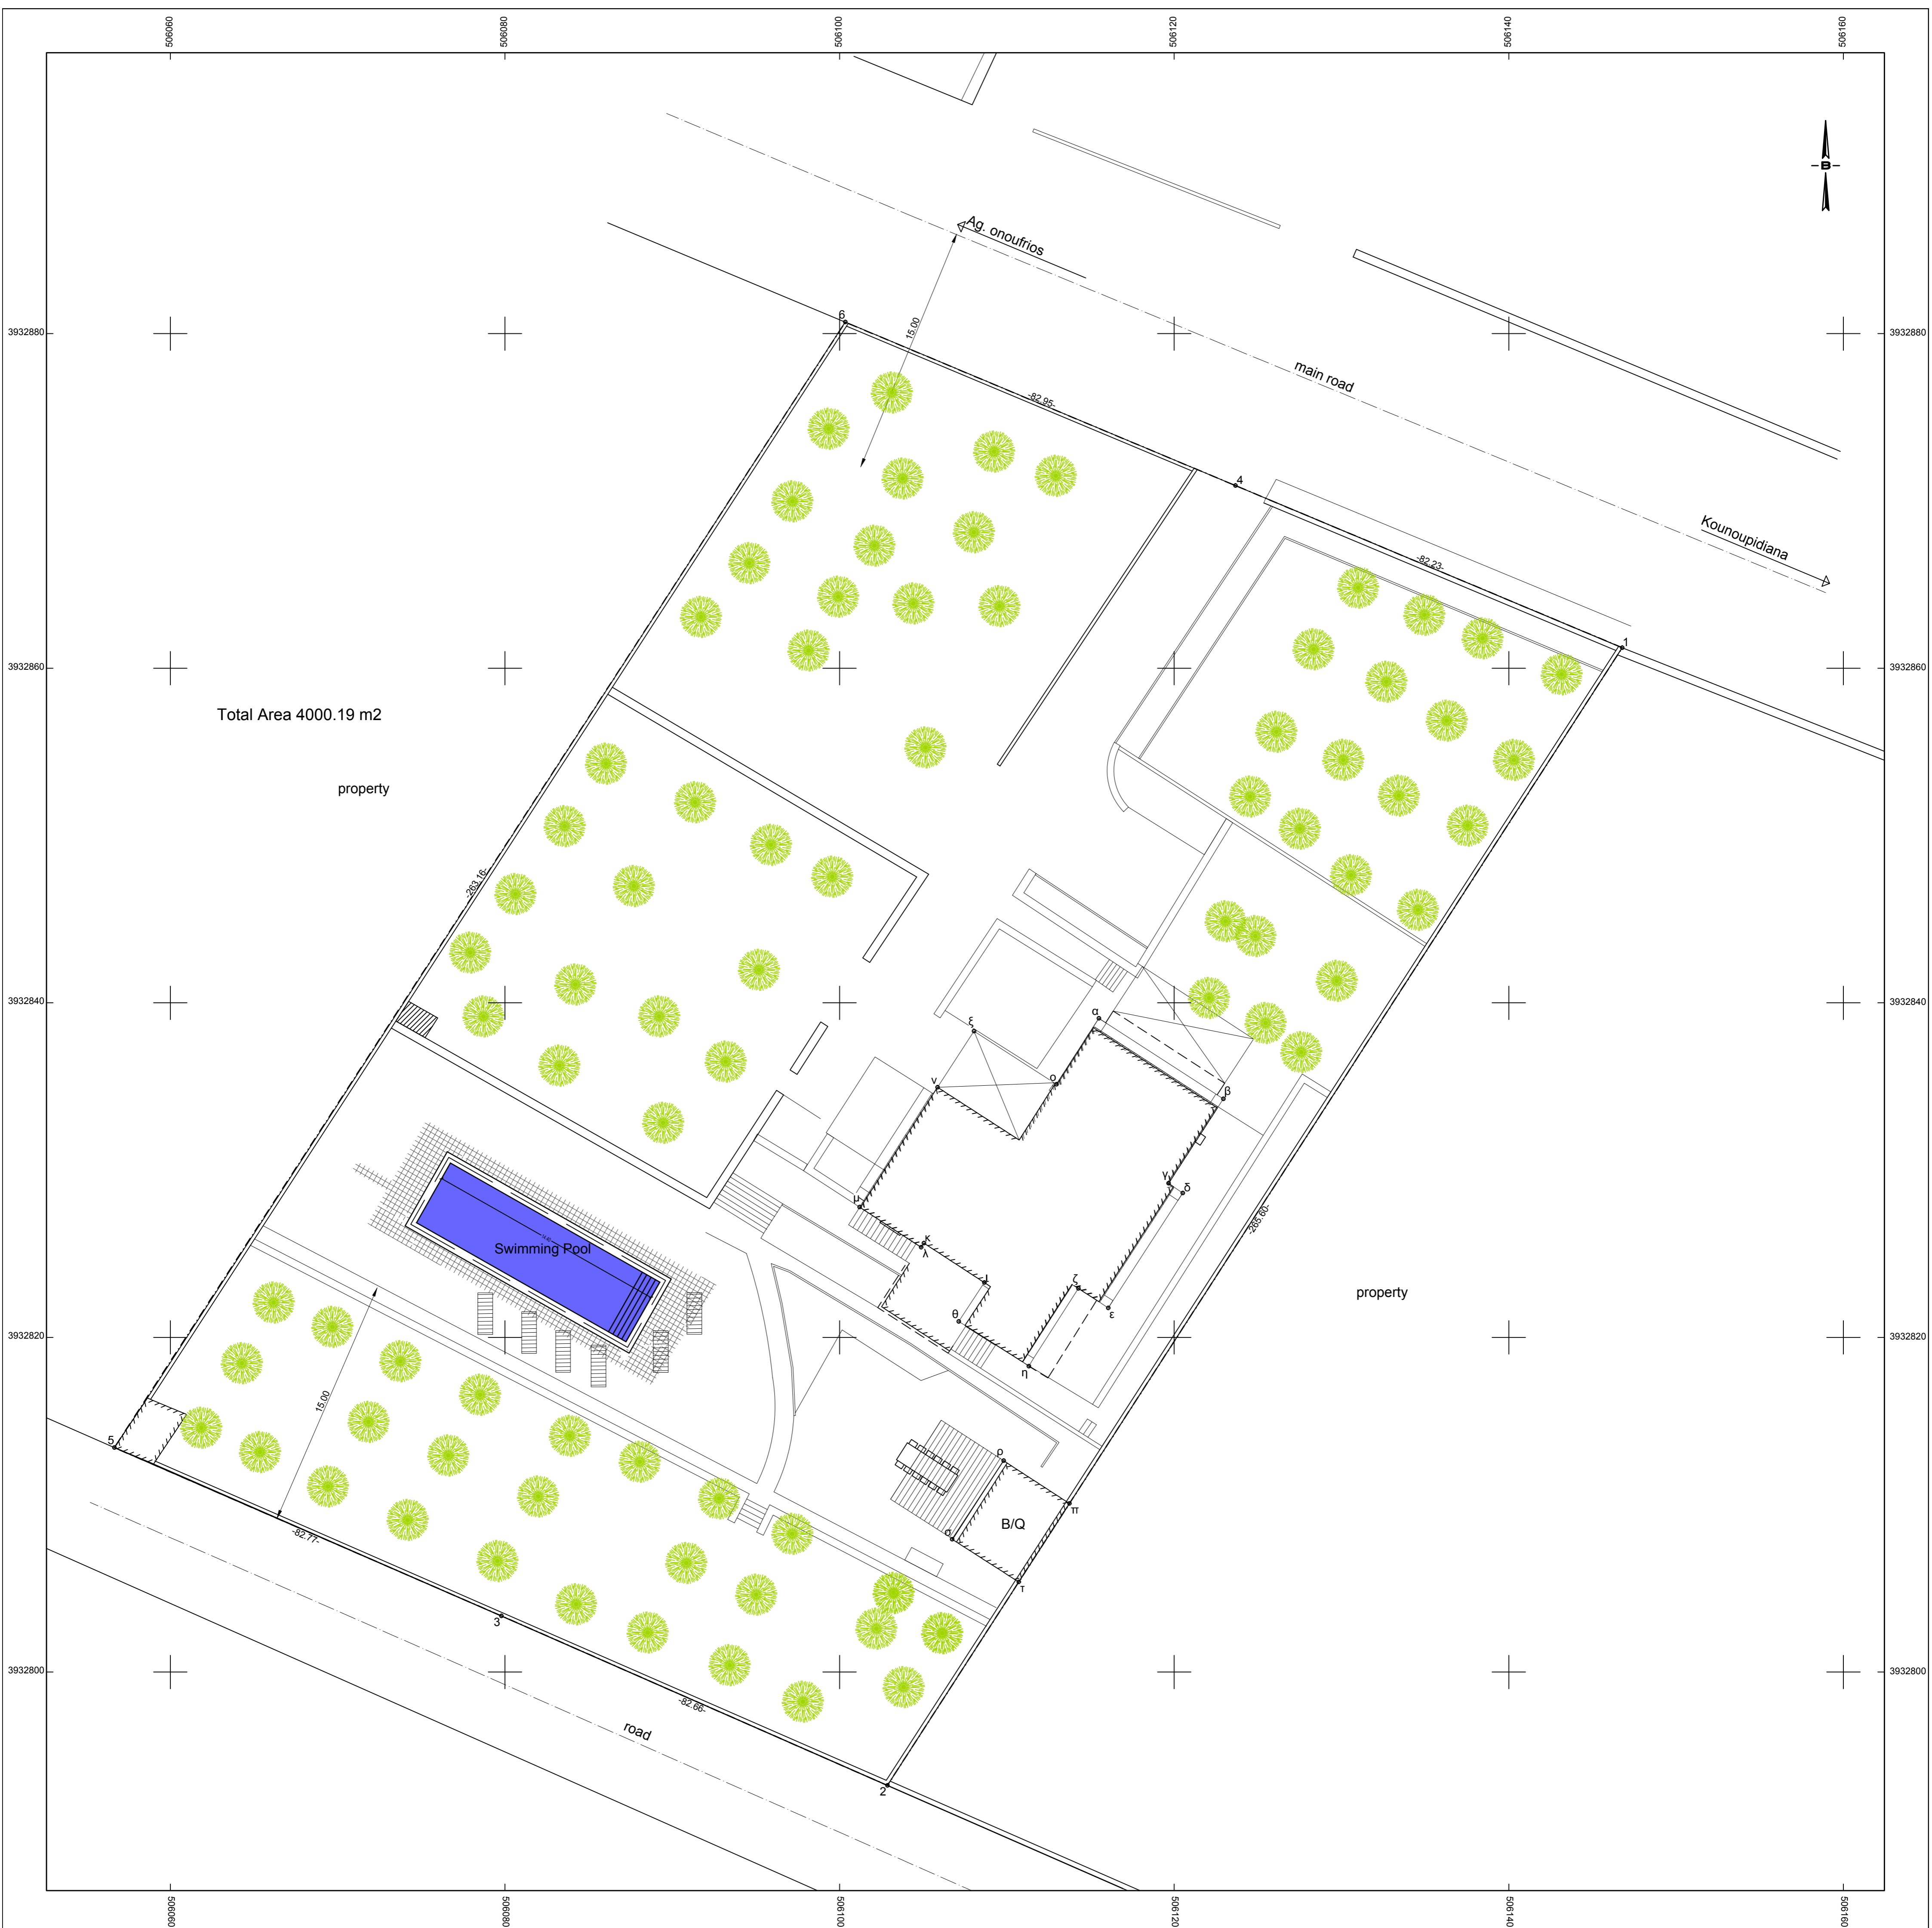 506060
506080
506100
506120
506140
506160
B
Ag. onoufrios
15.00
3932880
6
3932880
main road
-82.95-
4
Kounoupidiana
-82.23-
1
3932860
3932860
Total Area 4000.19 m2
property
-263.16-
3932840
3932840
α
ξ
ν
ο
β
γ
δ
μ
κ
λ
-265.60-
Swimming Pool
ι
ζ
property
ε
θ
3932820
3932820
η
15.00
5
ρ
π
B/Q
σ
-82.77-
τ
3
3932800
3932800
-82.66-
road
2
506060
506080
506100
506120
506140
506160